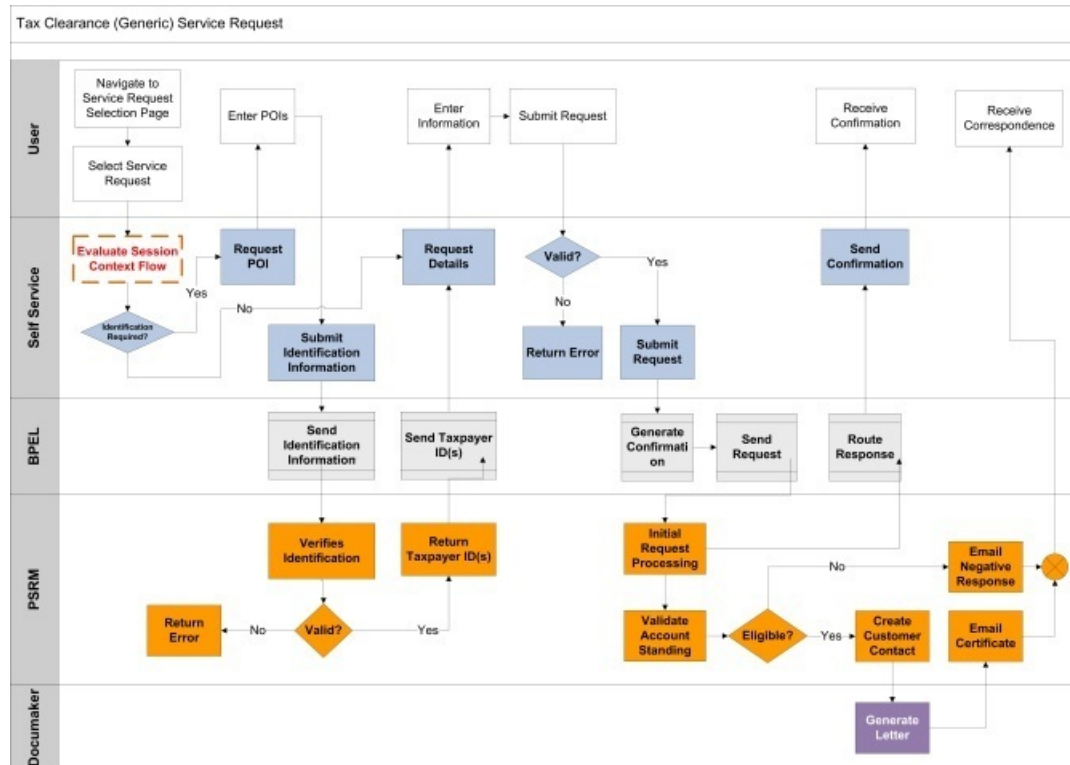 Tax Clearance (Generic) Service Request
User
Navigate to
Service Request
Selection Page
Select Service
Request
Enter POIs
Enter
Information
Submit Request
Receive
Confirmation
Receive
Correspondence
Self Service
Evaluate Session
Context Flow
Identification
Required?
Yes
No
Request
POI
Submit
Identification
Information
Request
Details
Valid?
Yes
No
Return Error
Submit
Request
Send
Confirmation
BPEL
Send
Identification
Information
Send Taxpayer
ID(s)
Generate
Confirmati
on
Send
Request
Route
Response
PSRM
Verifies
Identification
Return
Taxpayer ID(s)
Valid?
No
Yes
Return
Error
Initial
Request
Processing
Validate
Account
Standing
Eligible?
No
Yes
Email
Negative
Response
Create
Customer
Contact
Email
Certificate
Documaker
Generate
Letter